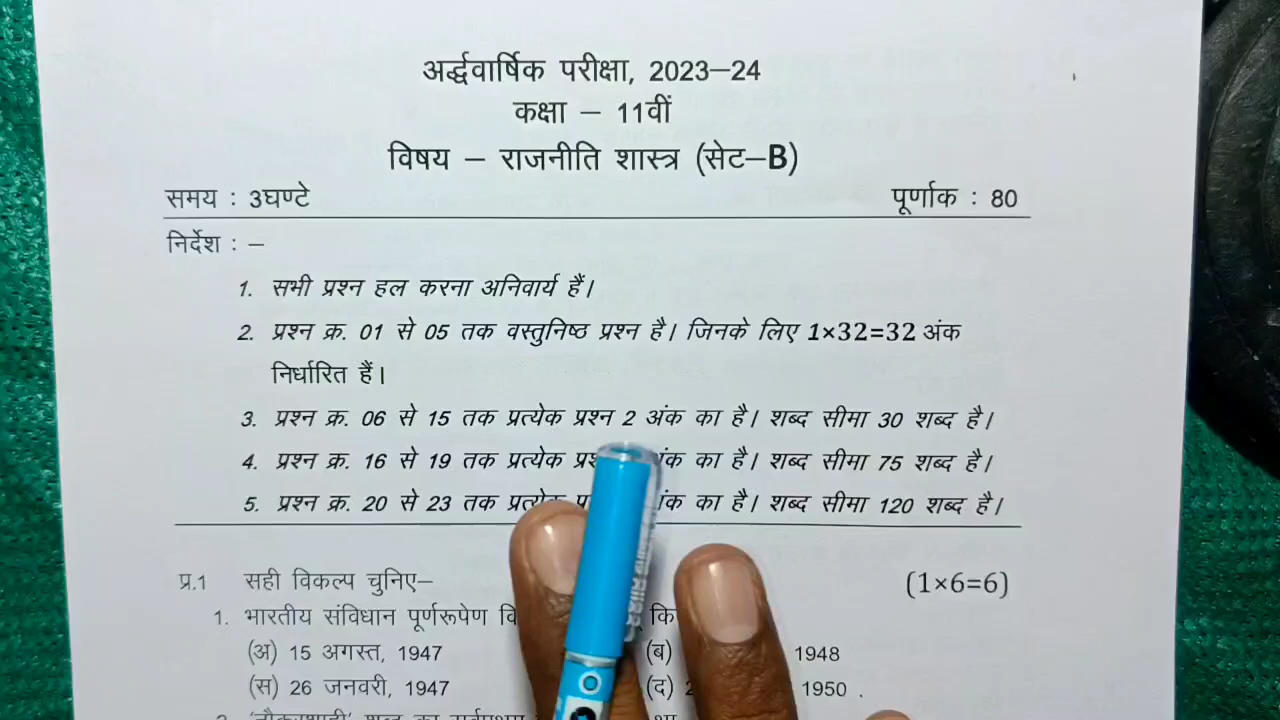 अर्द्धवार्षिक परीक्षा, 2023–24
कक्षा – 11वीं
विषय – राजनीति शास्त्र (सेट–B)
समय : 3घण्टे पूर्णाक : 80
निर्देश : –
1. सभी प्रश्न हल करना अनिवार्य हैं।
2. प्रश्न क्र. 01 से 05 तक वस्तुनिष्ठ प्रश्न है। जिनके लिए 1×32=32 अंक
निर्धारित हैं।
3. प्रश्न क्र. 06 से 15 तक प्रत्येक प्रश्न 2 अंक का है। शब्द सीमा 30 शब्द है।
4. प्रश्न क्र. 16 से 19 तक प्रत्येक का है। शब्द सीमा 75 शब्द है।
5. प्रश्न क्र. 20 से 23 तक का है। शब्द सीमा 120 शब्द है।
प्र.1 सही विकल्प चुनिए– (1×6=6)
1. भारतीय संविधान पूर्णरूपेण
(अ) 15 अगस्त, 1947 (ब) 1948
(स) 26 जनवरी, 1947 (द) 1950 .